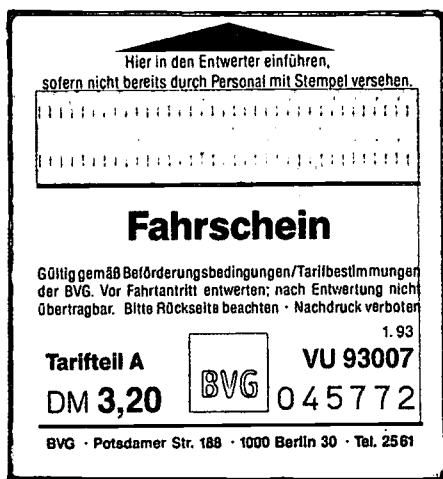 Hier in den Entwerter einführen,
sofern nicht bereits durch Personal mit Stempel versehen.
Fahrschein
Gültig gemäß Beförderungsbedingungen/Tarifbestimmungen
der BVG. Vor Fahrtantritt entwerten; nach Entwertung nicht
übertragbar. Bitte Rückseite beachten · Nachdruck verboten
1.93
Tarifteil A
VU 93007
DM 3,20
BVG
045772
BVG · Potsdamer Str. 188 · 1000 Berlin 30 · Tel. 2561